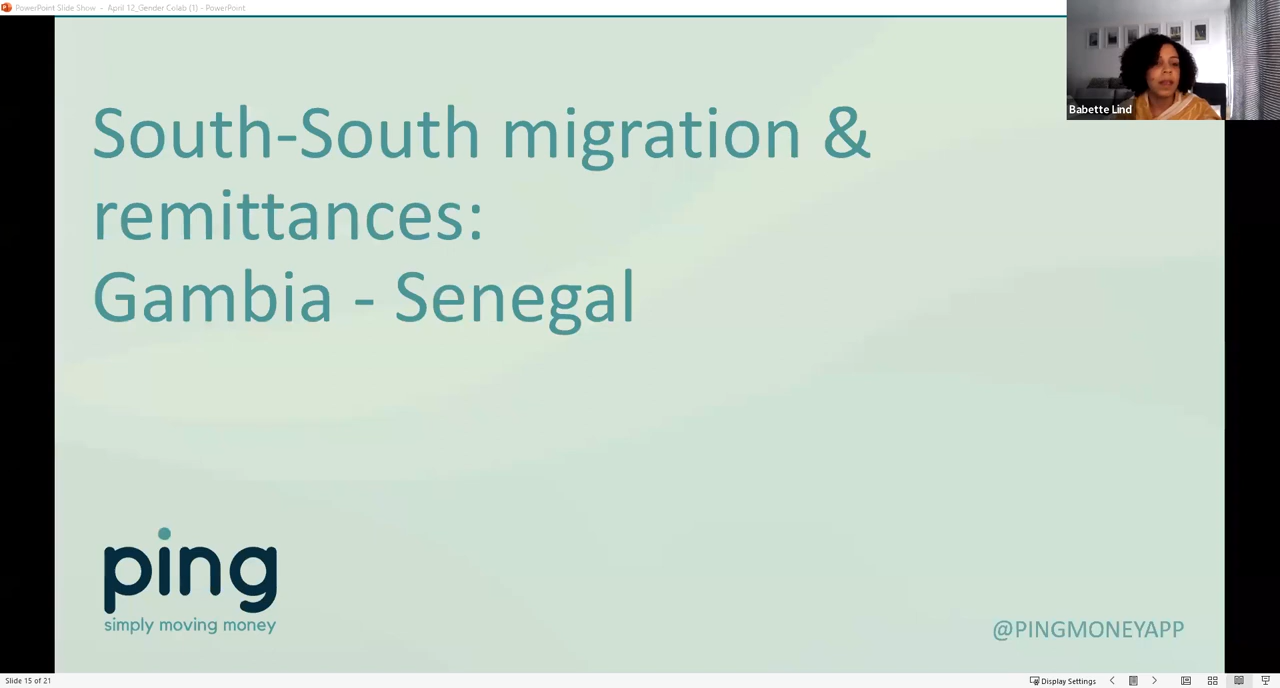 PowerPoint Slide Show - April 12_Gender Colab (1) - PowerPoint
Babette Lind
South-South migration &
remittances:
Gambia - Senegal
ping
simply moving money
@PINGMONEYAPP
Slide 15 of 21
Display Settings